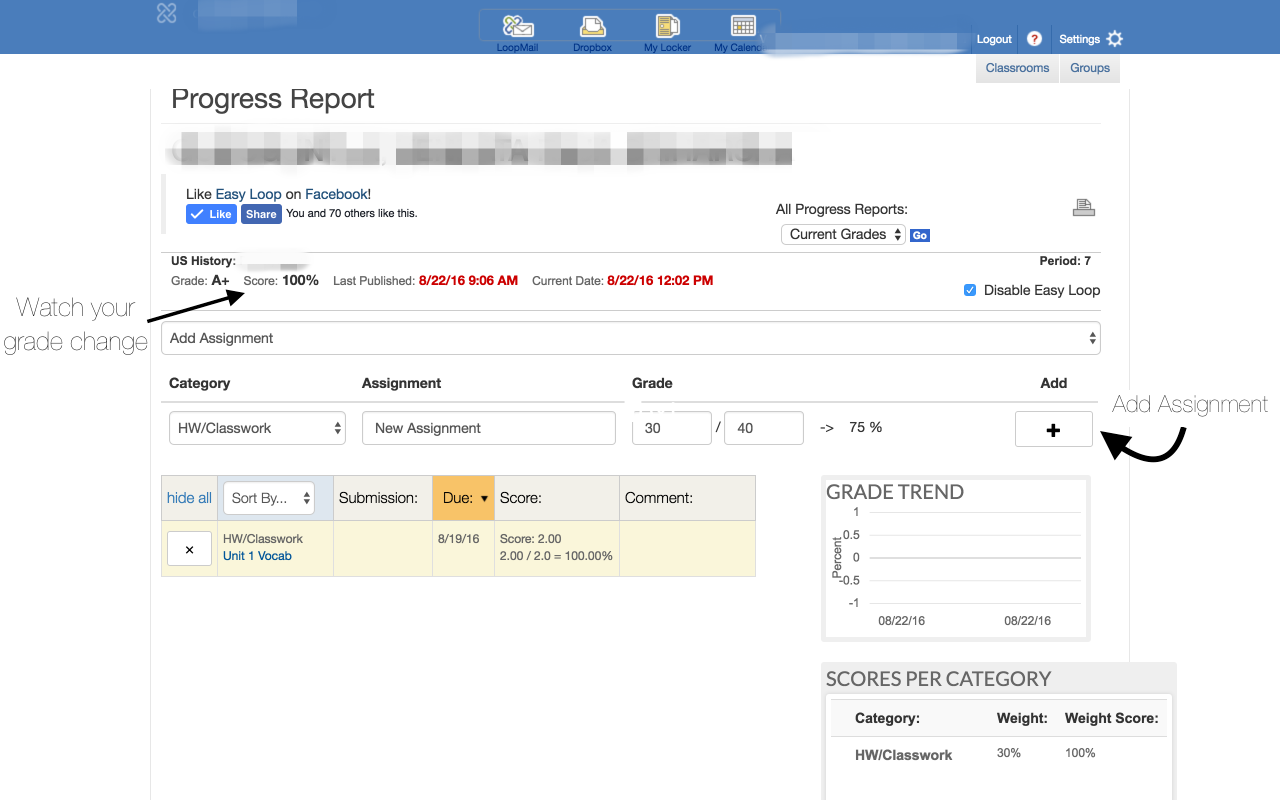 LoopMail Dropbox My Locker My Calend
Logout ? Settings
Classrooms Groups
Progress Report
Like Easy Loop on Facebook!
Like Share You and 70 others like this.
All Progress Reports:
Current Grades Go
US History:
Period: 7
Grade: A+ Score: 100% Last Published: 8/22/16 9:06 AM Current Date: 8/22/16 12:02 PM
Disable Easy Loop
Watch your
grade change
Add Assignment
Category Assignment Grade Add
HW/Classwork New Assignment 30 / 40 -> 75 % +
Add Assignment
hide all Sort By... Submission: Due: ▼ Score: Comment:
× HW/Classwork 8/19/16 Score: 2.00
Unit 1 Vocab 2.00 / 2.0 = 100.00%
GRADE TREND
Percent
1
0.5
0
-0.5
-1
08/22/16 08/22/16
SCORES PER CATEGORY
Category: Weight: Weight Score:
HW/Classwork 30% 100%